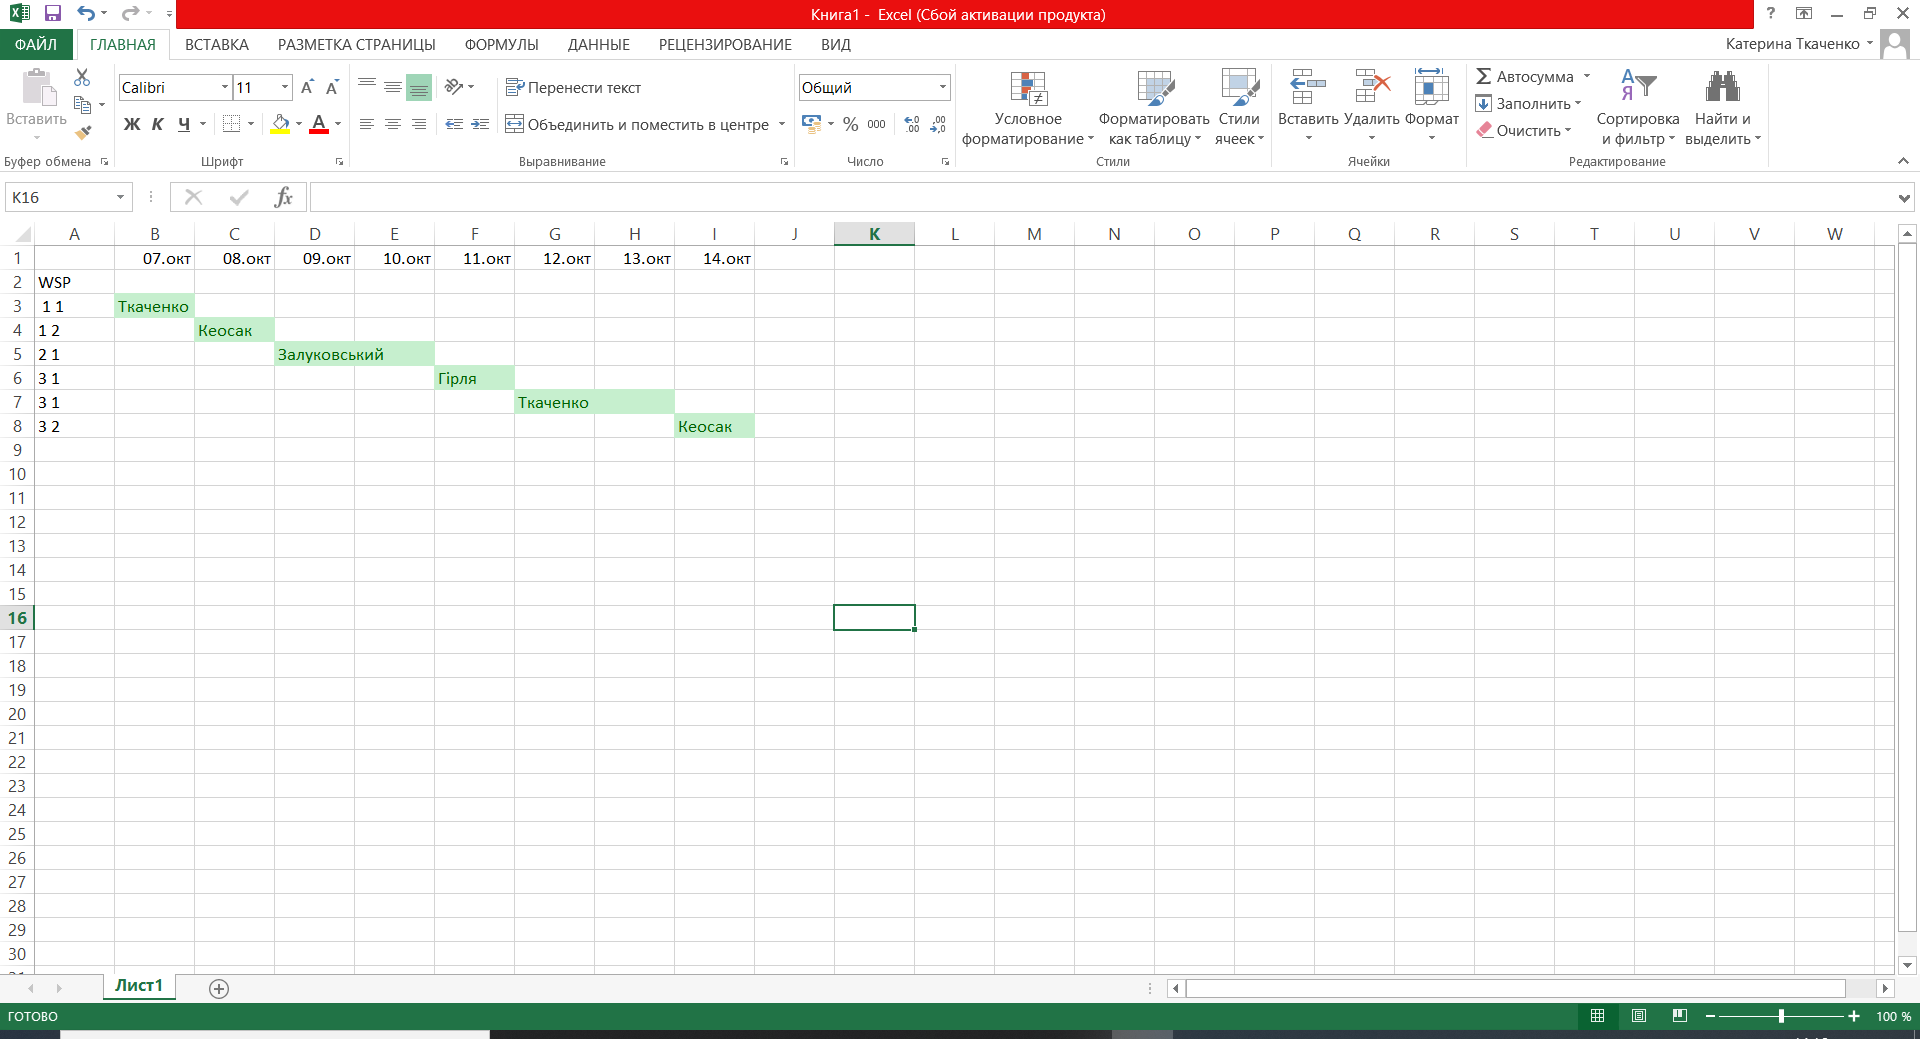 Книга1 - Excel (Сбой активации продукта)
?
ФАЙЛ ГЛАВНАЯ ВСТАВКА РАЗМЕТКА СТРАНИЦЫ ФОРМУЛЫ ДАННЫЕ РЕЦЕНЗИРОВАНИЕ ВИД
Катерина Ткаченко
Вставить
Calibri 11
Ж К Ч
Перенести текст
Объединить и поместить в центре
Общий
% 000
Условное форматирование
Форматировать как таблицу
Стили ячеек
Вставить Удалить Формат
Автосумма
Заполнить
Очистить
Сортировка и фильтр
Найти и выделить
Буфер обмена Шрифт Выравнивание Число Стили Ячейки Редактирование
K16 fx
A B C D E F G H I J K L M N O P Q R S T U V W
1 07.окт 08.окт 09.окт 10.окт 11.окт 12.окт 13.окт 14.окт
2 WSP
3 1 1 Ткаченко
4 1 2 Кеосак
5 2 1 Залуковський
6 3 1 Гірля
7 3 1 Ткаченко
8 3 2 Кеосак
9
10
11
12
13
14
15
16
17
18
19
20
21
22
23
24
25
26
27
28
29
30
Лист1
ГОТОВО
100 %